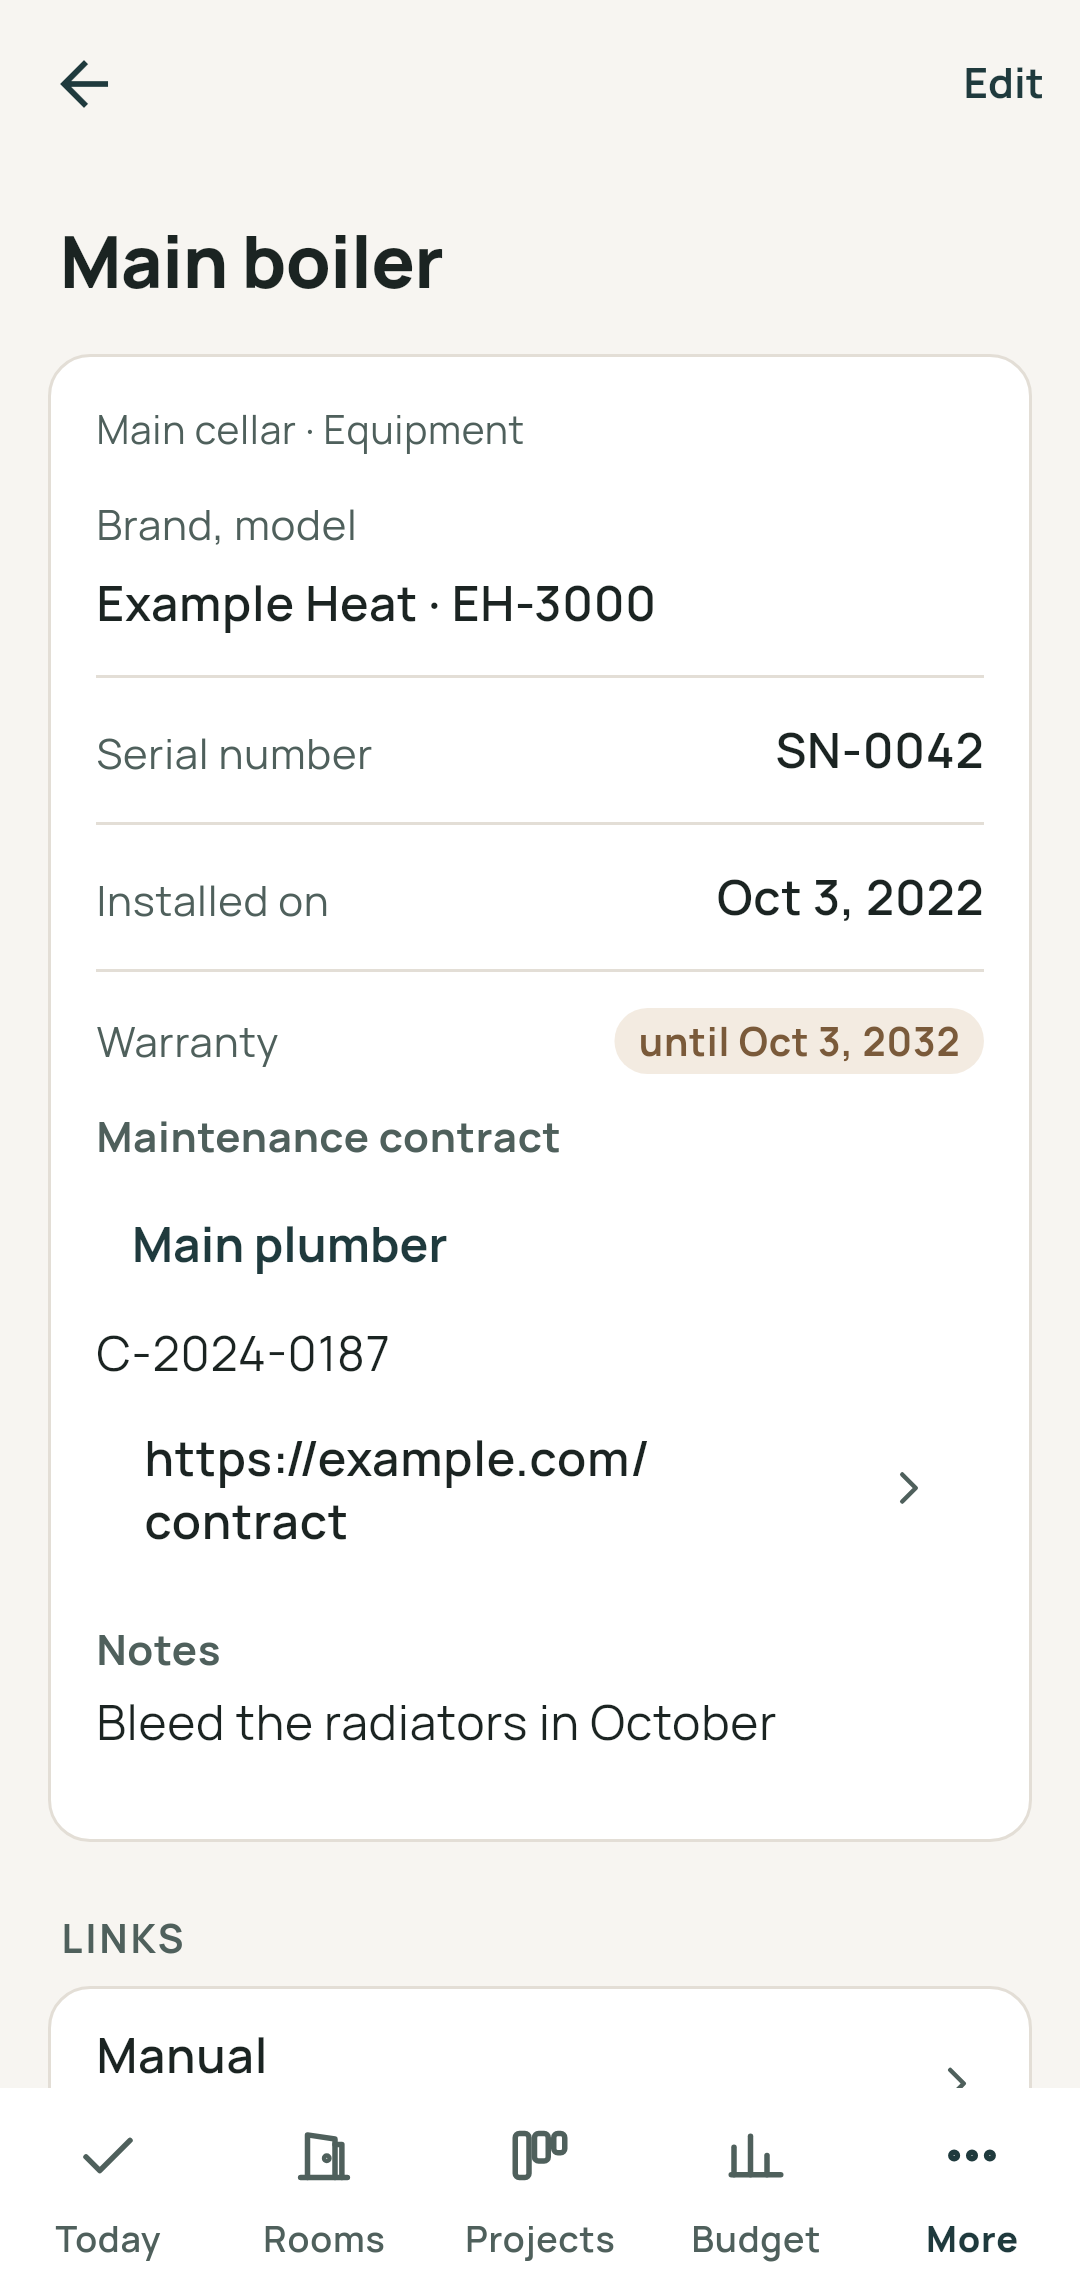 Edit
Main boiler
Main cellar · Equipment
Brand, model
Example Heat · EH-3000
Serial number SN-0042
Installed on Oct 3, 2022
Warranty until Oct 3, 2032
Maintenance contract
Main plumber
C-2024-0187
https://example.com/
contract
Notes
Bleed the radiators in October
LINKS
Manual
Today Rooms Projects Budget More